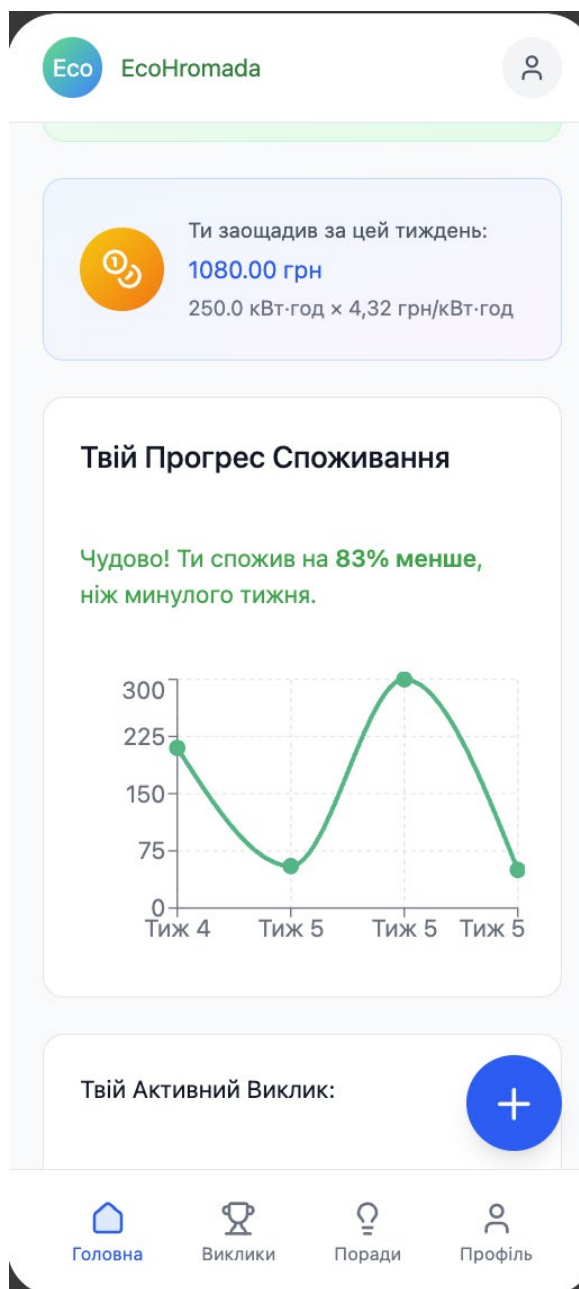 Eco EcoHromada
Ти заощадив за цей тиждень:
1080.00 грн
250.0 кВт·год × 4,32 грн/кВт·год
Твій Прогрес Споживання
Чудово! Ти спожив на 83% менше,
ніж минулого тижня.
300
225
150
75
0
Тиж 4 Тиж 5 Тиж 5 Тиж 5
Твій Активний Виклик:
Головна Виклики Поради Профіль